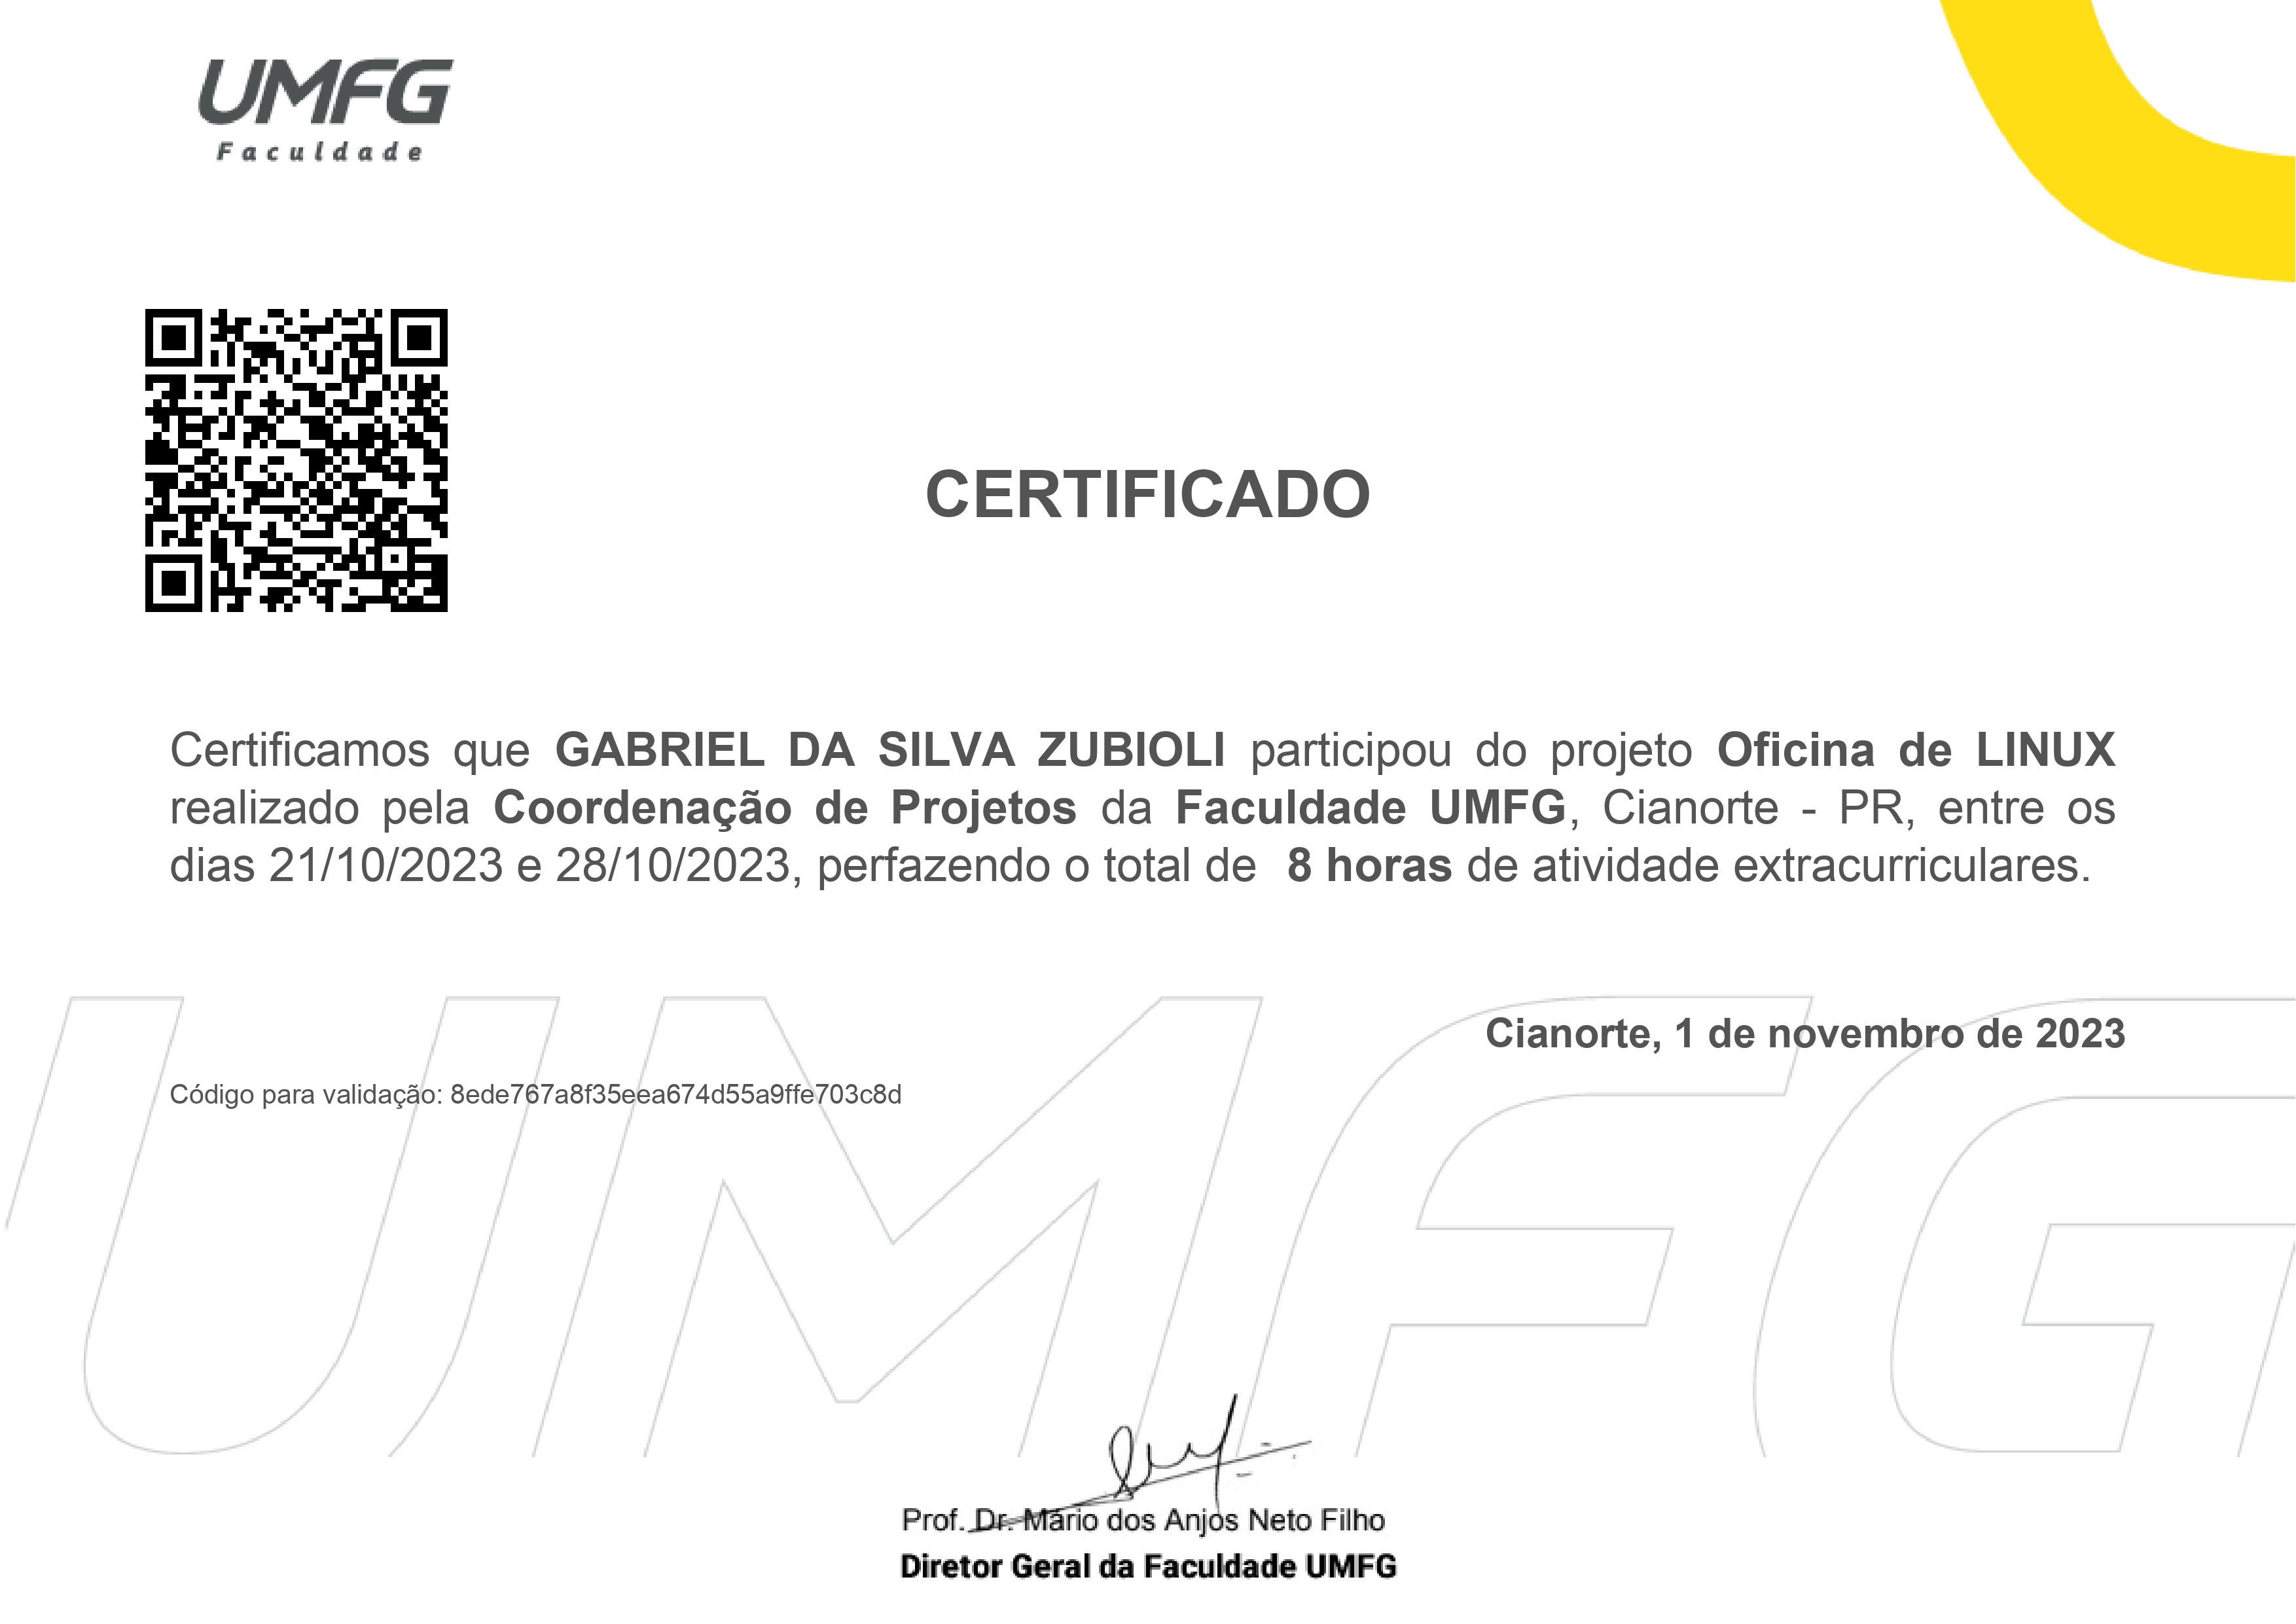 UMFG
Faculdade
CERTIFICADO
Certificamos que GABRIEL DA SILVA ZUBIOLI participou do projeto Oficina de LINUX
realizado pela Coordenação de Projetos da Faculdade UMFG, Cianorte - PR, entre os
dias 21/10/2023 e 28/10/2023, perfazendo o total de 8 horas de atividade extracurriculares.
Cianorte, 1 de novembro de 2023
Código para validação: 8ede767a8f35eea674d55a9ffe703c8d
UMFG
Prof. Dr. Mário dos Anjos Neto Filho
Diretor Geral da Faculdade UMFG